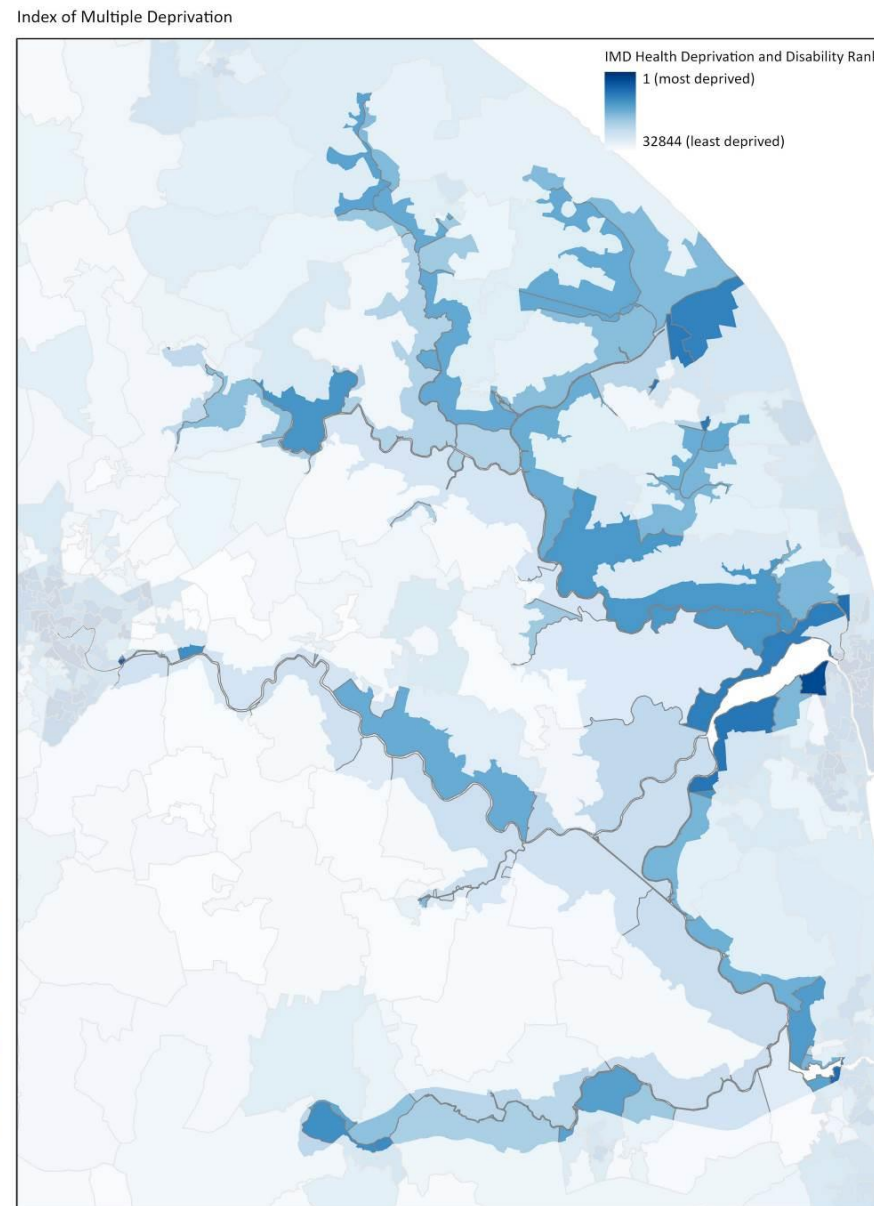 Index of Multiple Deprivation
IMD Health Deprivation and Disability Rank
1 (most deprived)
32844 (least deprived)